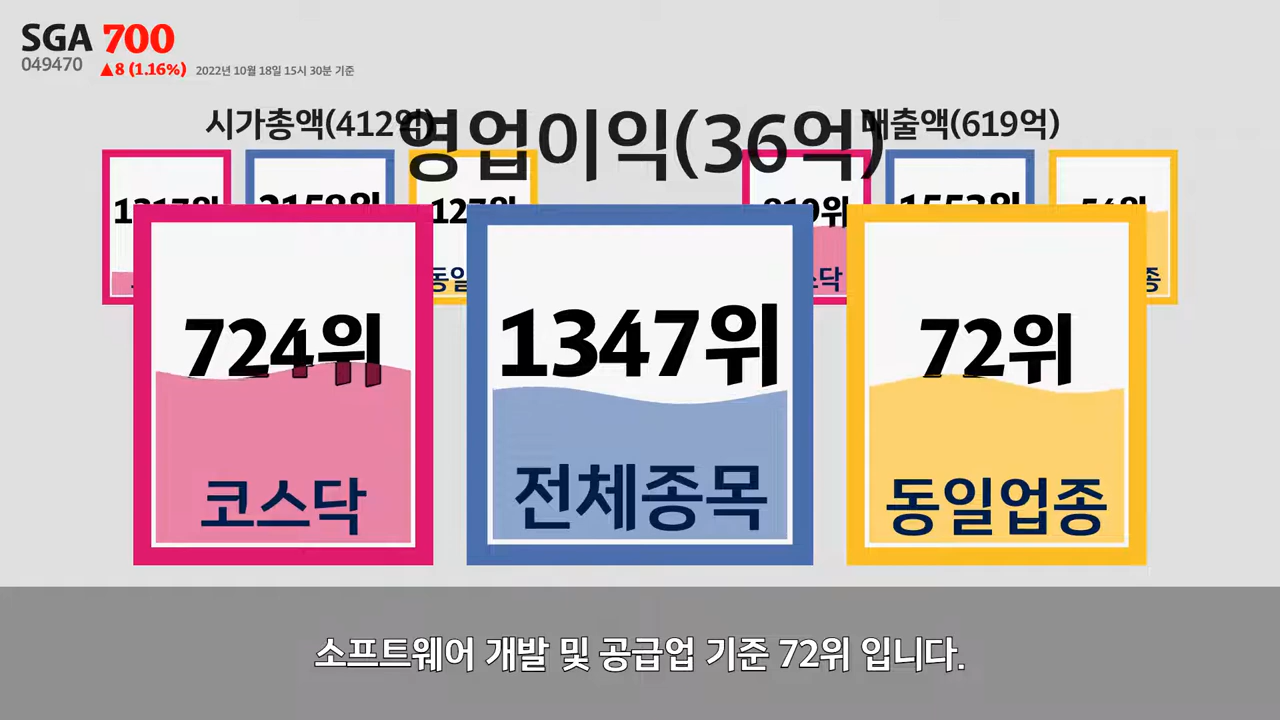 SGA 700
049470
▲8 (1.16%) 2022년 10월 18일 15시 30분 기준
시가총액(412억)
영업이익(36억)
매출액(619억)
724위
1347위
72위
코스닥
전체종목
동일업종
소프트웨어 개발 및 공급업 기준 72위 입니다.